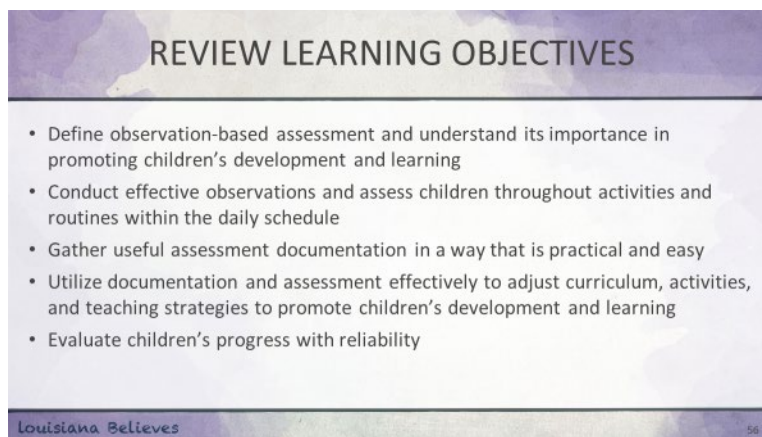 REVIEW LEARNING OBJECTIVES
• Define observation-based assessment and understand its importance in
promoting children’s development and learning
• Conduct effective observations and assess children throughout activities and
routines within the daily schedule
• Gather useful assessment documentation in a way that is practical and easy
• Utilize documentation and assessment effectively to adjust curriculum, activities,
and teaching strategies to promote children’s development and learning
• Evaluate children’s progress with reliability
Louisiana Believes
56